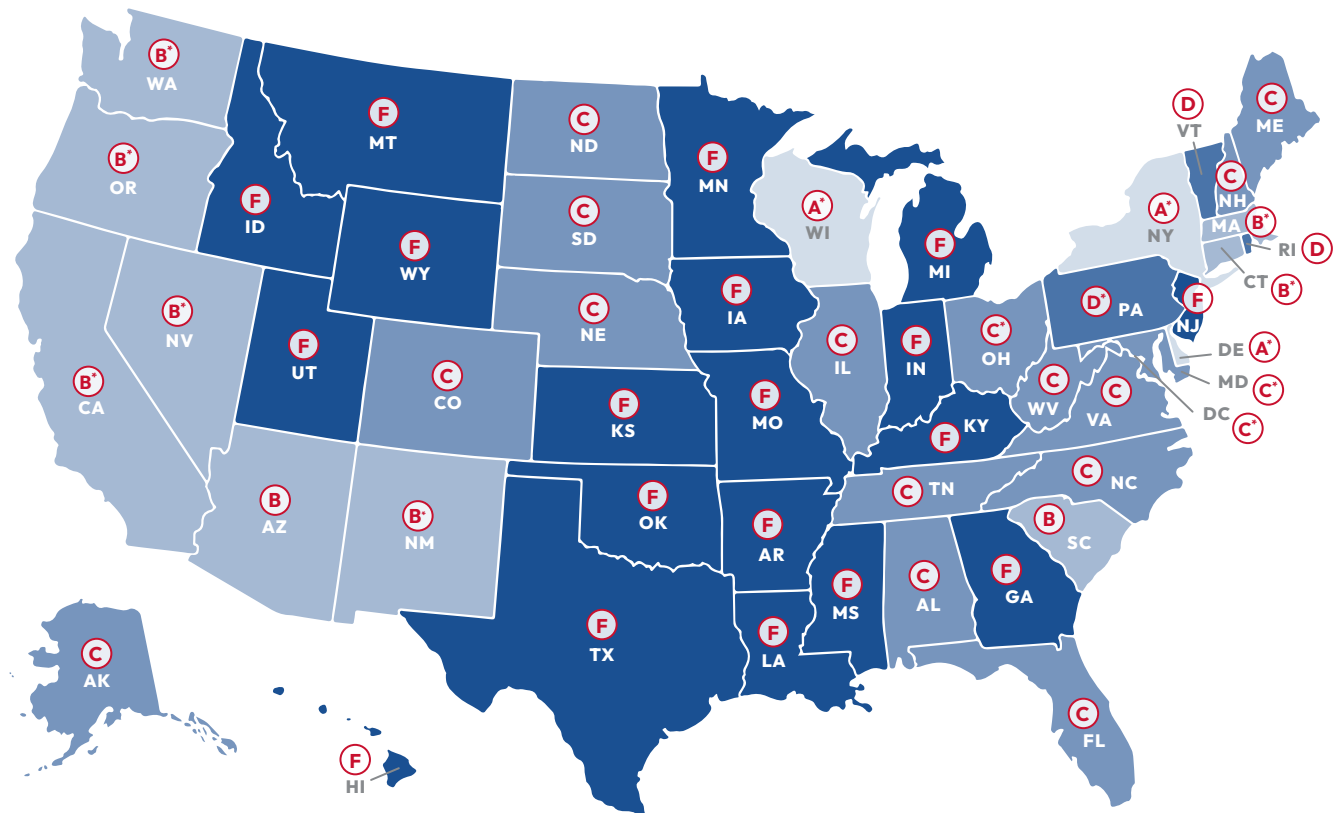 B*
WA
B*
OR
B*
CA
B*
NV
F
ID
F
MT
F
WY
F
UT
B
AZ
C
CO
B*
NM
C
ND
C
SD
C
NE
F
KS
F
OK
F
TX
F
MN
F
IA
F
MO
F
AR
F
LA
A*
WI
C
IL
F
MI
F
IN
C*
OH
F KY
C TN
F
MS
C
AL
F
GA
C
FL
B
SC
C NC
C
VA
C
WV
D* PA
A*
NY
D
VT
C
NH
C
ME
MA B*
RI D
CT B*
F
NJ
DE A*
MD C*
DC C*
C
AK
F
HI